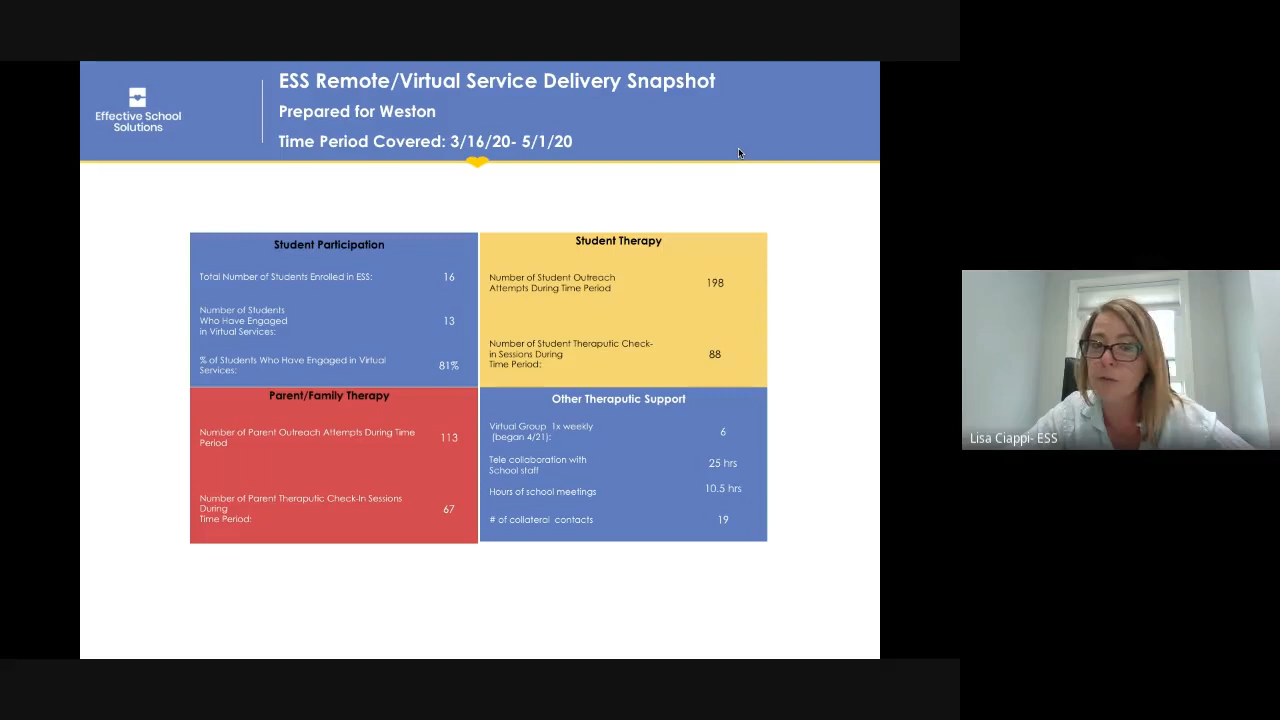 ESS Remote/Virtual Service Delivery Snapshot
Prepared for Weston
Time Period Covered: 3/16/20- 5/1/20
Effective School
Solutions
Student Participation
Total Number of Students Enrolled in ESS: 16
Number of Students
Who Have Engaged 13
in Virtual Services:
% of Students Who Have Engaged in Virtual
Services: 81%
Student Therapy
Number of Student Outreach
Attempts During Time Period 198
Number of Student Theraputic Check-
in Sessions During 88
Time Period:
Parent/Family Therapy
Number of Parent Outreach Attempts During Time
Period 113
Number of Parent Theraputic Check-In Sessions
During 67
Time Period:
Other Theraputic Support
Virtual Group 1x weekly
(began 4/21): 6
Tele collaboration with
School staff 25 hrs
Hours of school meetings 10.5 hrs
# of collateral contacts 19
Lisa Ciappi- ESS